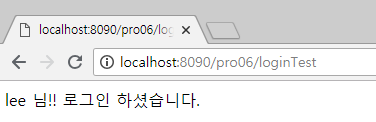 localhost:8090/pro06/log
localhost:8090/pro06/loginTest
lee 님!! 로그인 하셨습니다.